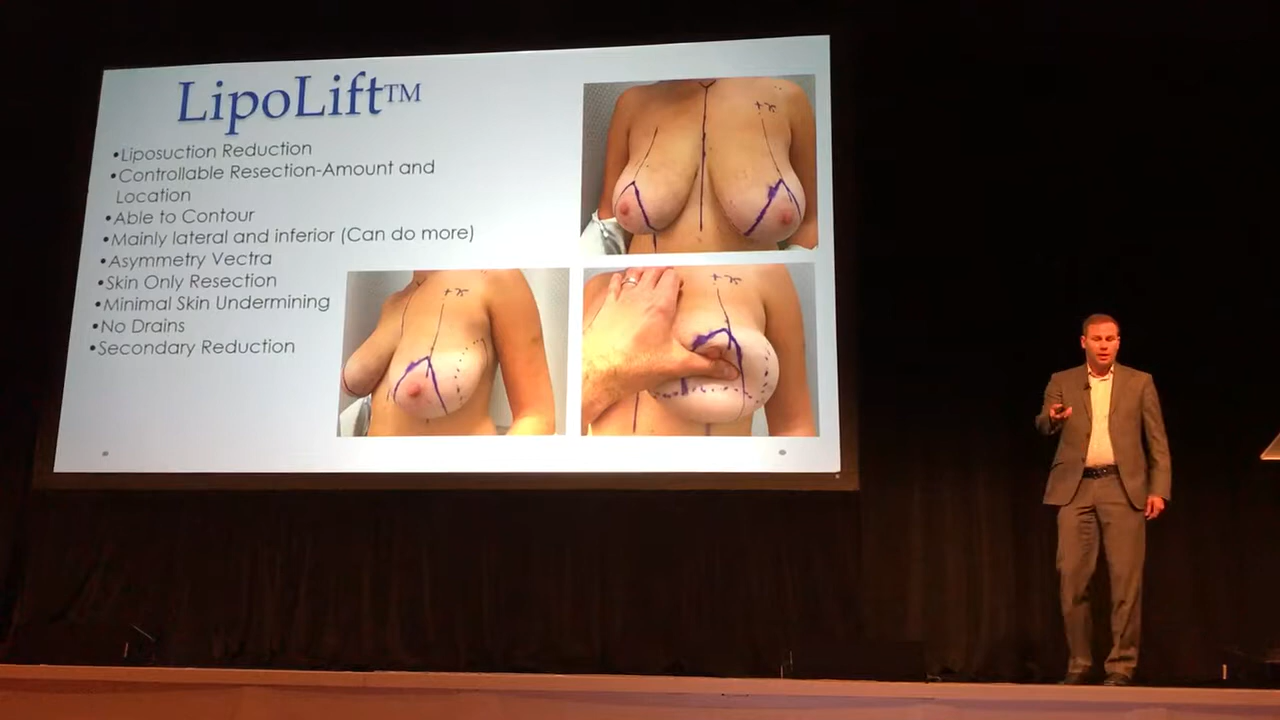 LipoLift™
•Liposuction Reduction
•Controllable Resection-Amount and
Location
•Able to Contour
•Mainly lateral and inferior (Can do more)
•Asymmetry Vectra
•Skin Only Resection
•Minimal Skin Undermining
•No Drains
•Secondary Reduction